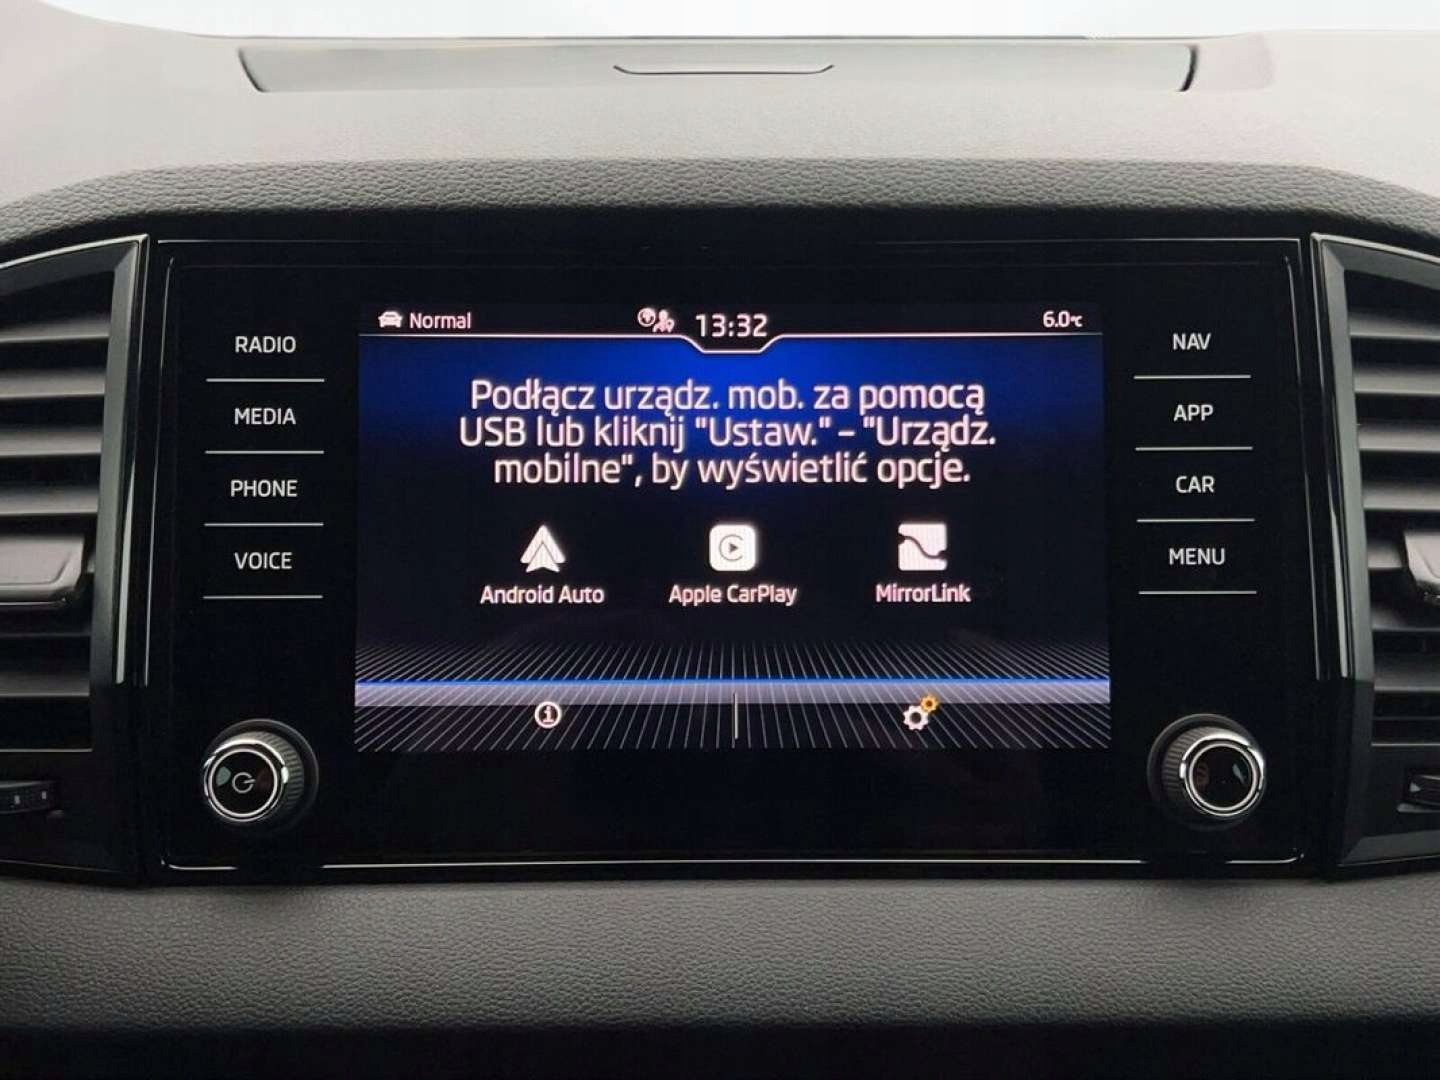 Normal
13:32
6.0°C
RADIO
MEDIA
PHONE
VOICE
Podłącz urządz. mob. za pomocą
USB lub kliknij "Ustaw." - "Urządz.
mobilne", by wyświetlić opcje.
Android Auto
Apple CarPlay
MirrorLink
NAV
APP
CAR
MENU